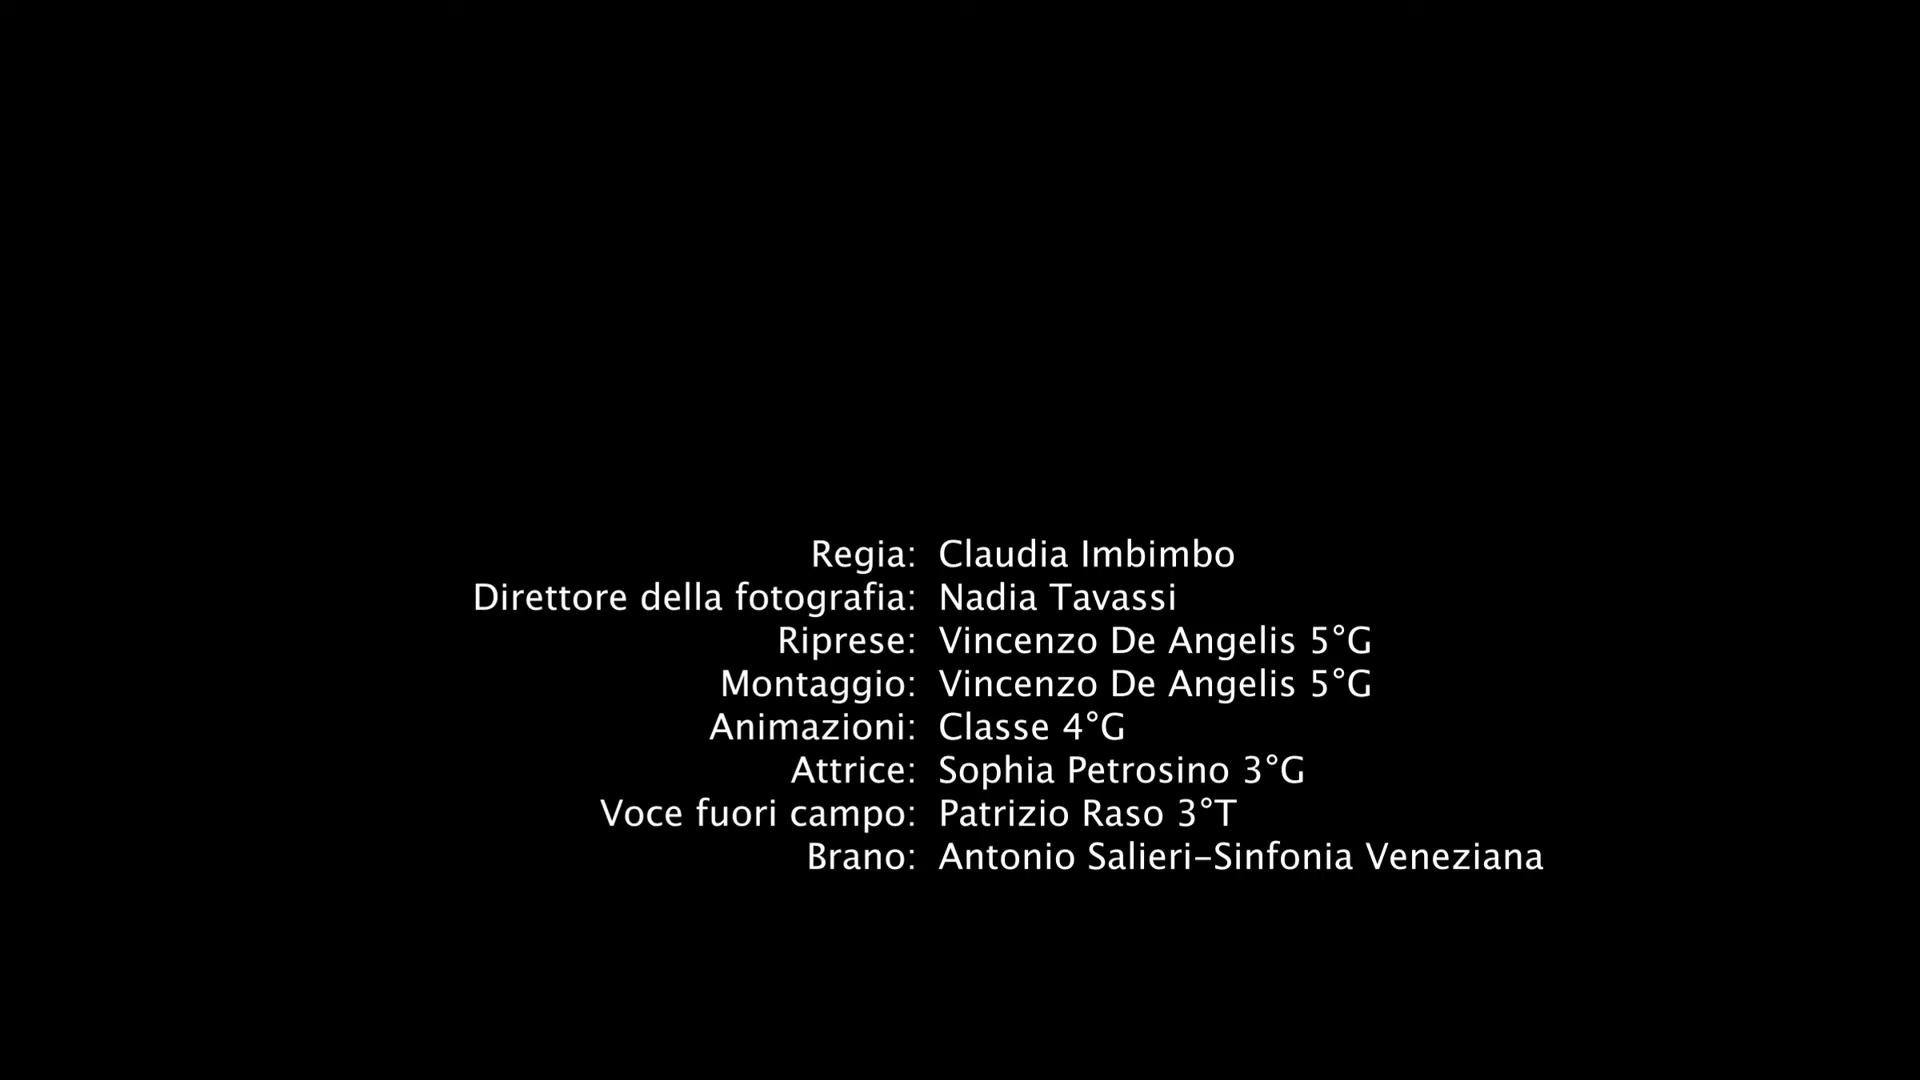 Regia: Claudia Imbimbo
Direttore della fotografia: Nadia Tavassi
Riprese: Vincenzo De Angelis 5°G
Montaggio: Vincenzo De Angelis 5°G
Animazioni: Classe 4°G
Attrice: Sophia Petrosino 3°G
Voce fuori campo: Patrizio Raso 3°T
Brano: Antonio Salieri–Sinfonia Veneziana